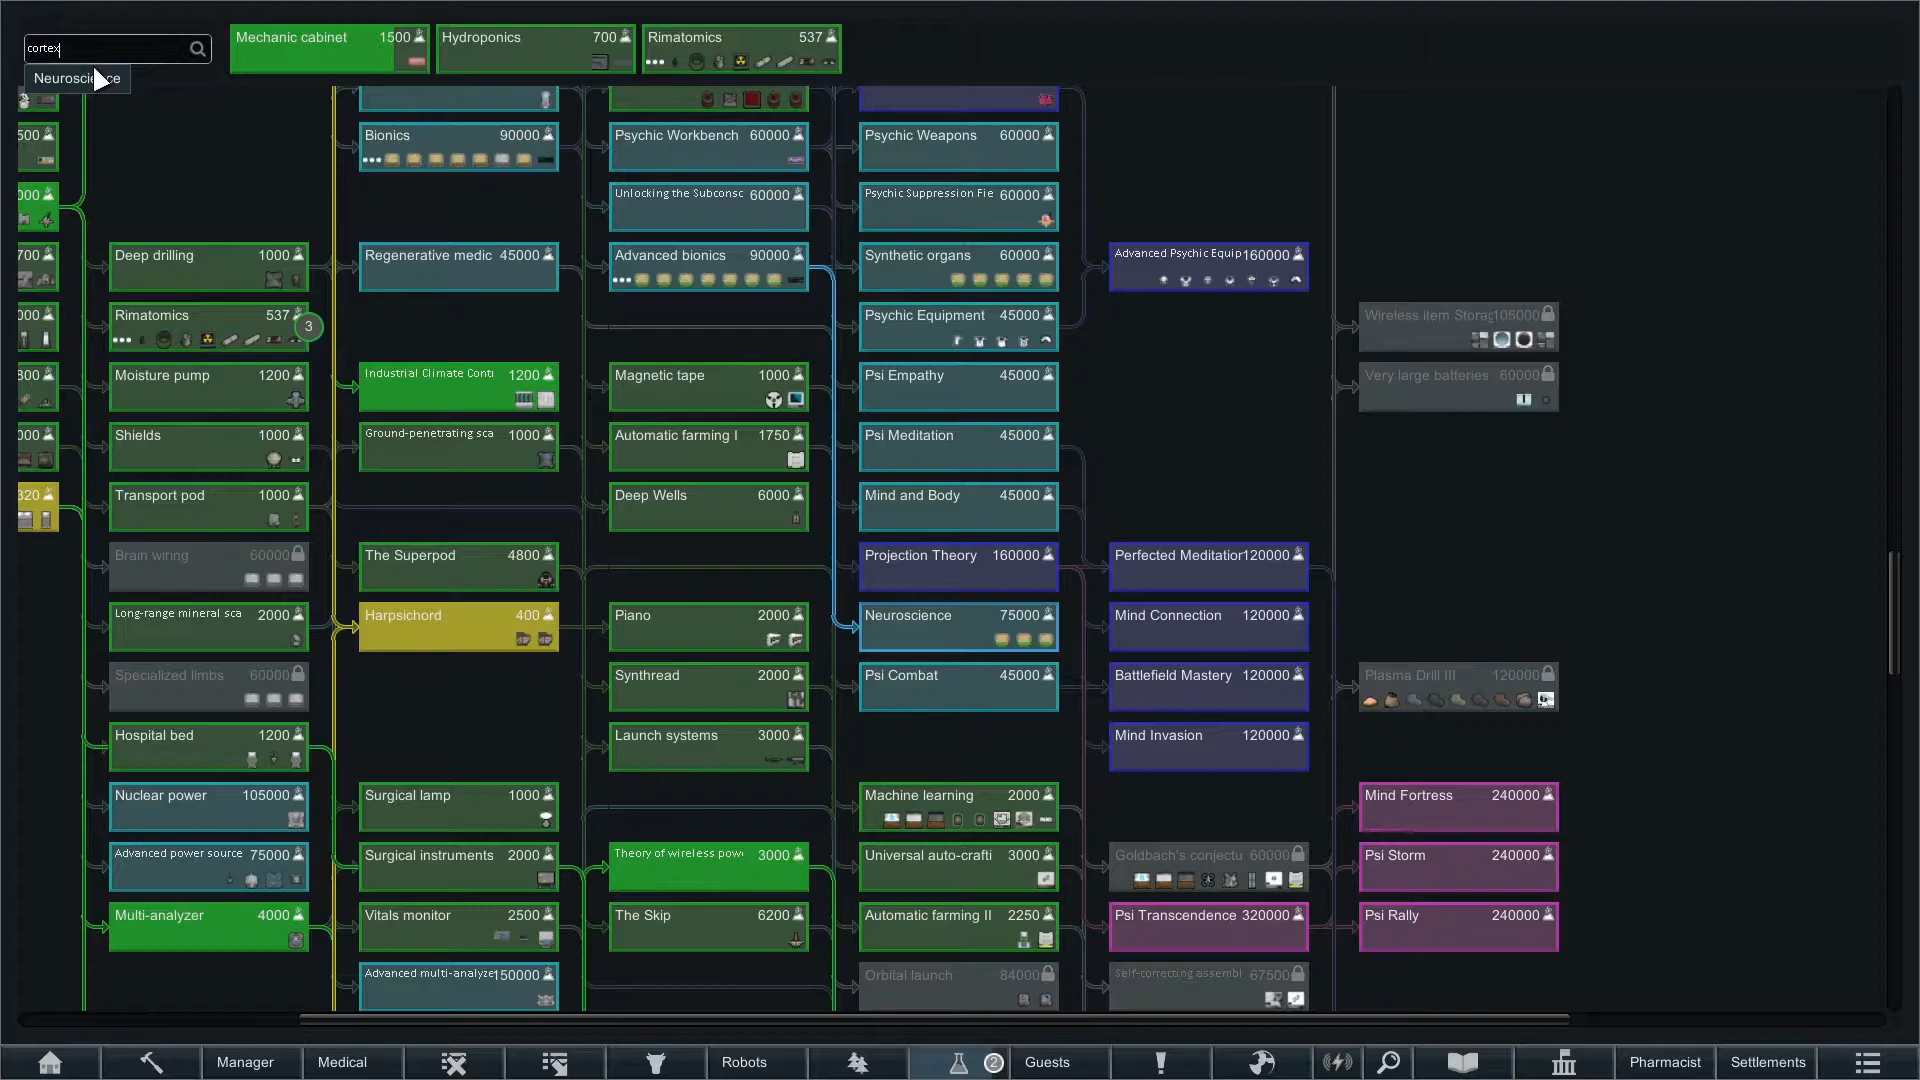 cortex
Neuroscience
Mechanic cabinet 1500
Hydroponics 700
Rimatomics 537
Bionics 90000
Psychic Workbench 60000
Psychic Weapons 60000
Unlocking the Subconsc 60000
Psychic Suppression Fie 60000
Deep drilling 1000
Regenerative medic 45000
Advanced bionics 90000
Synthetic organs 60000
Advanced Psychic Equip 160000
Rimatomics 537
3
Psychic Equipment 45000
Wireless item Storag 105000
Moisture pump 1200
Industrial Climate Conti 1200
Magnetic tape 1000
Psi Empathy 45000
Very large batteries 60000
Shields 1000
Ground-penetrating sca 1000
Automatic farming I 1750
Psi Meditation 45000
320
Transport pod 1000
Deep Wells 6000
Mind and Body 45000
Brain wiring 60000
The Superpod 4800
Projection Theory 160000
Perfected Meditation 120000
Long-range mineral sca 2000
Harpsichord 400
Piano 2000
Neuroscience 75000
Mind Connection 120000
Specialized limbs 60000
Synthread 2000
Psi Combat 45000
Battlefield Mastery 120000
Plasma Drill III 120000
Hospital bed 1200
Launch systems 3000
Mind Invasion 120000
Nuclear power 105000
Surgical lamp 1000
Machine learning 2000
Mind Fortress 240000
Advanced power source 75000
Surgical instruments 2000
Theory of wireless pow 3000
Universal auto-crafti 3000
Goldbach's conjectu 60000
Psi Storm 240000
Multi-analyzer 4000
Vitals monitor 2500
The Skip 6200
Automatic farming II 2250
Psi Transcendence 320000
Psi Rally 240000
Advanced multi-analyze 150000
Orbital launch 84000
Self-correcting assembl 67500
Manager Medical Robots 2 Guests Pharmacist Settlements